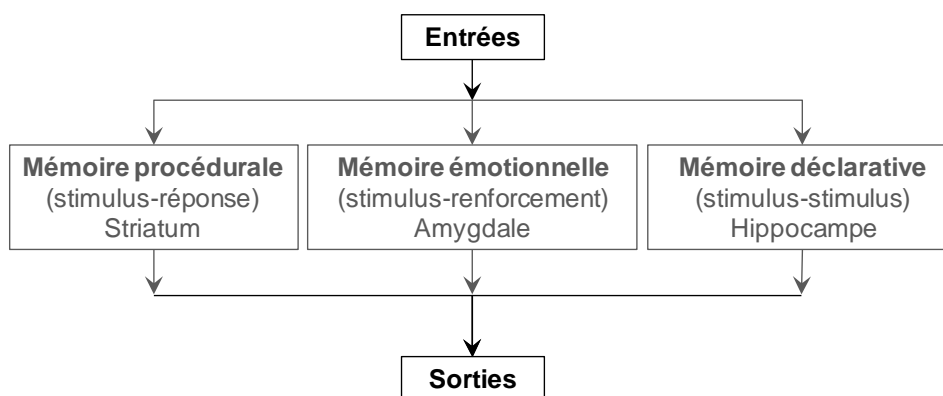 Entrées
Mémoire procédurale
(stimulus-réponse)
Striatum
Mémoire émotionnelle
(stimulus-renforcement)
Amygdale
Mémoire déclarative
(stimulus-stimulus)
Hippocampe
Sorties